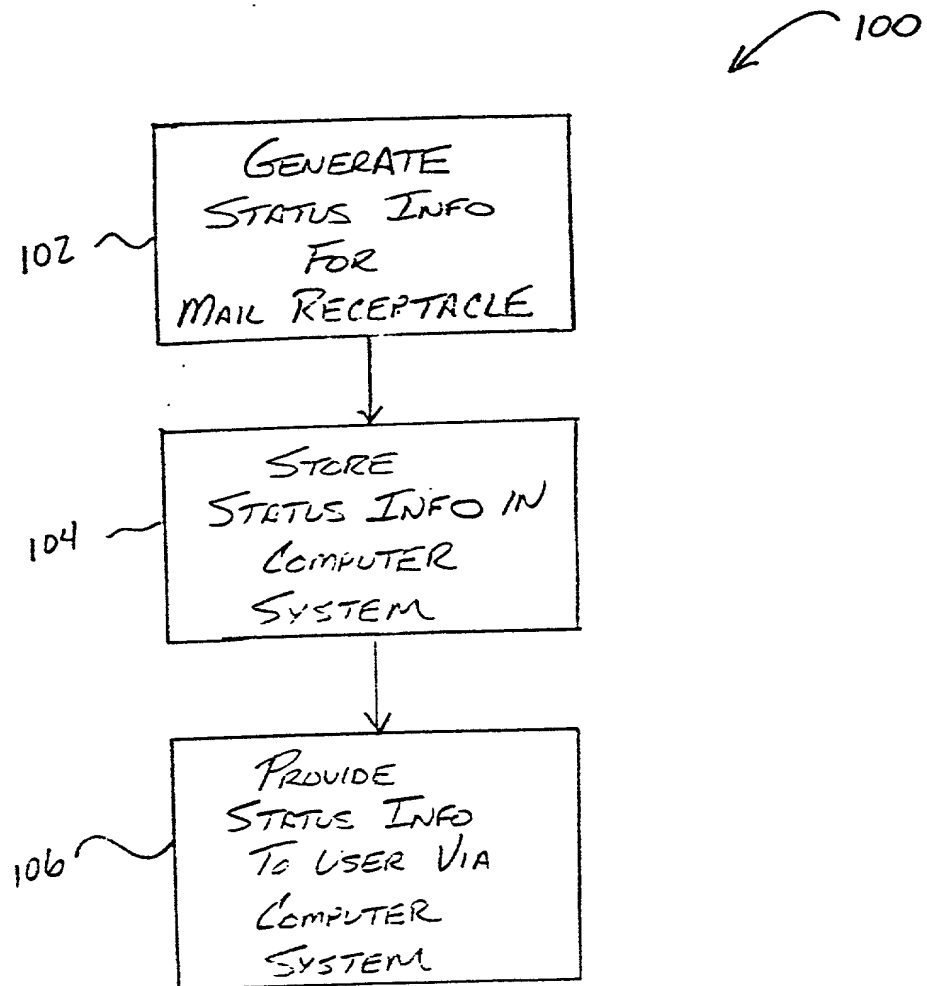 100
102
GENERATE
STATUS INFO
FOR
MAIL RECEPTACLE
104
STORE
STATUS INFO IN
COMPUTER
SYSTEM
106
PROVIDE
STATUS INFO
TO USER VIA
COMPUTER
SYSTEM